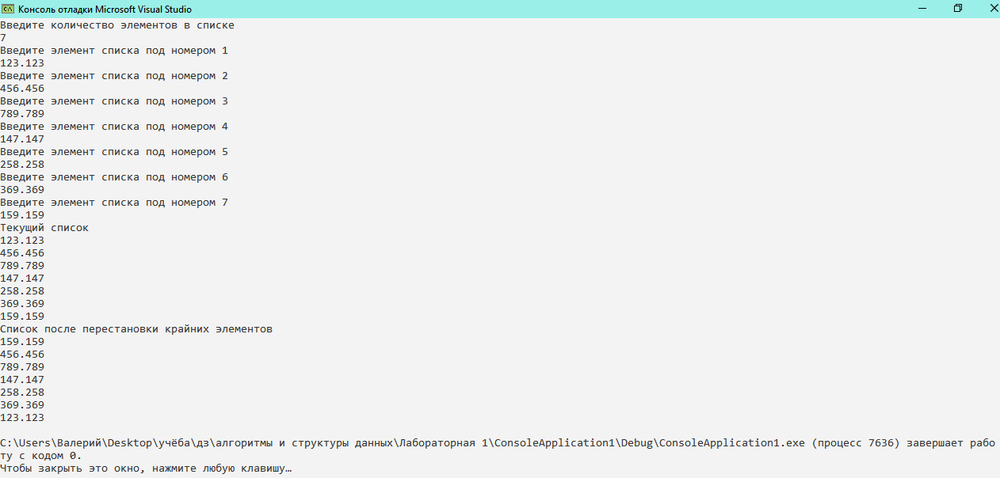 Консоль отладки Microsoft Visual Studio
Введите количество элементов в списке
7
Введите элемент списка под номером 1
123.123
Введите элемент списка под номером 2
456.456
Введите элемент списка под номером 3
789.789
Введите элемент списка под номером 4
147.147
Введите элемент списка под номером 5
258.258
Введите элемент списка под номером 6
369.369
Введите элемент списка под номером 7
159.159
Текущий список
123.123
456.456
789.789
147.147
258.258
369.369
159.159
Список после перестановки крайних элементов
159.159
456.456
789.789
147.147
258.258
369.369
123.123
C:\Users\Валерий\Desktop\учёба\дз\алгоритмы и структуры данных\Лабораторная 1\ConsoleApplication1\Debug\ConsoleApplication1.exe (процесс 7636) завершает рабо
ту с кодом 0.
Чтобы закрыть это окно, нажмите любую клавишу…